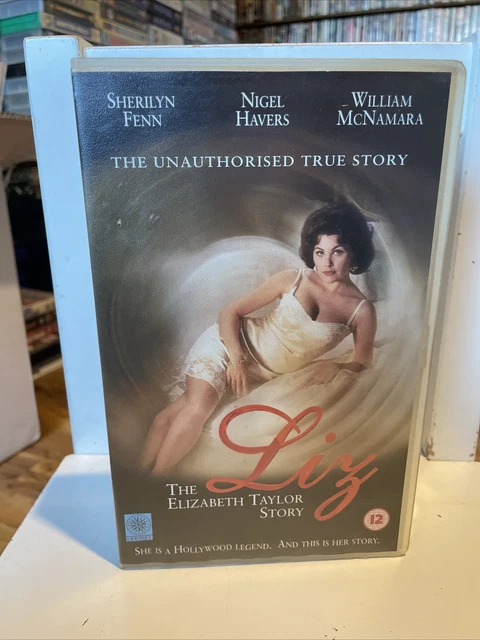 SHERILYN FENN
NIGEL HAVERS
WILLIAM McNAMARA
THE UNAUTHORISED TRUE STORY
Liz
THE
ELIZABETH TAYLOR
STORY
12
SHE IS A HOLLYWOOD LEGEND. AND THIS IS HER STORY.